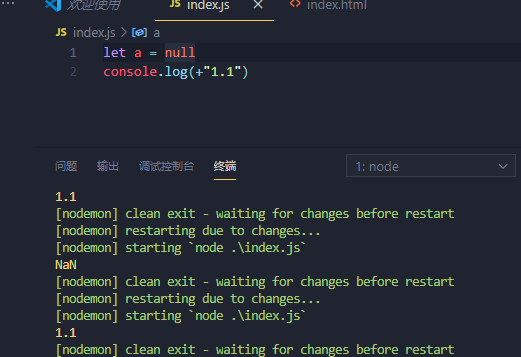 欢迎使用 JS index.js × <> index.html
JS index.js > a
1 let a = null
2 console.log(+"1.1")
问题 输出 调试控制台 终端 1: node
1.1
[nodemon] clean exit - waiting for changes before restart
[nodemon] restarting due to changes...
[nodemon] starting `node .\index.js`
NaN
[nodemon] clean exit - waiting for changes before restart
[nodemon] restarting due to changes...
[nodemon] starting `node .\index.js`
1.1
[nodemon] clean exit - waiting for changes before restart